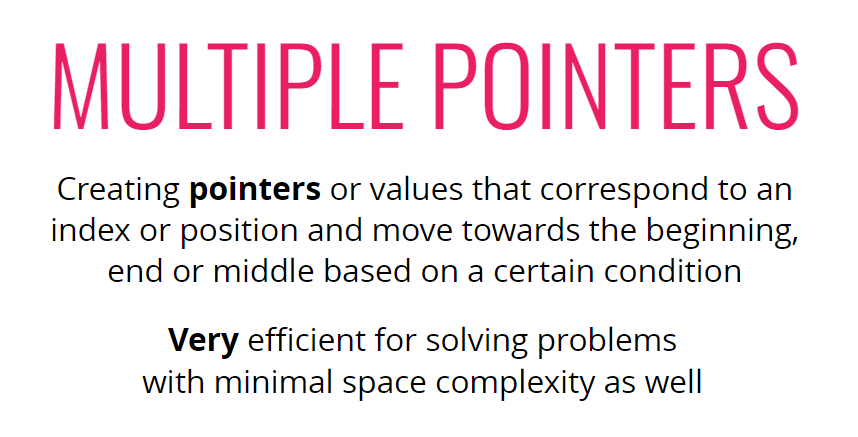 MULTIPLE POINTERS
Creating pointers or values that correspond to an
index or position and move towards the beginning,
end or middle based on a certain condition
Very efficient for solving problems
with minimal space complexity as well